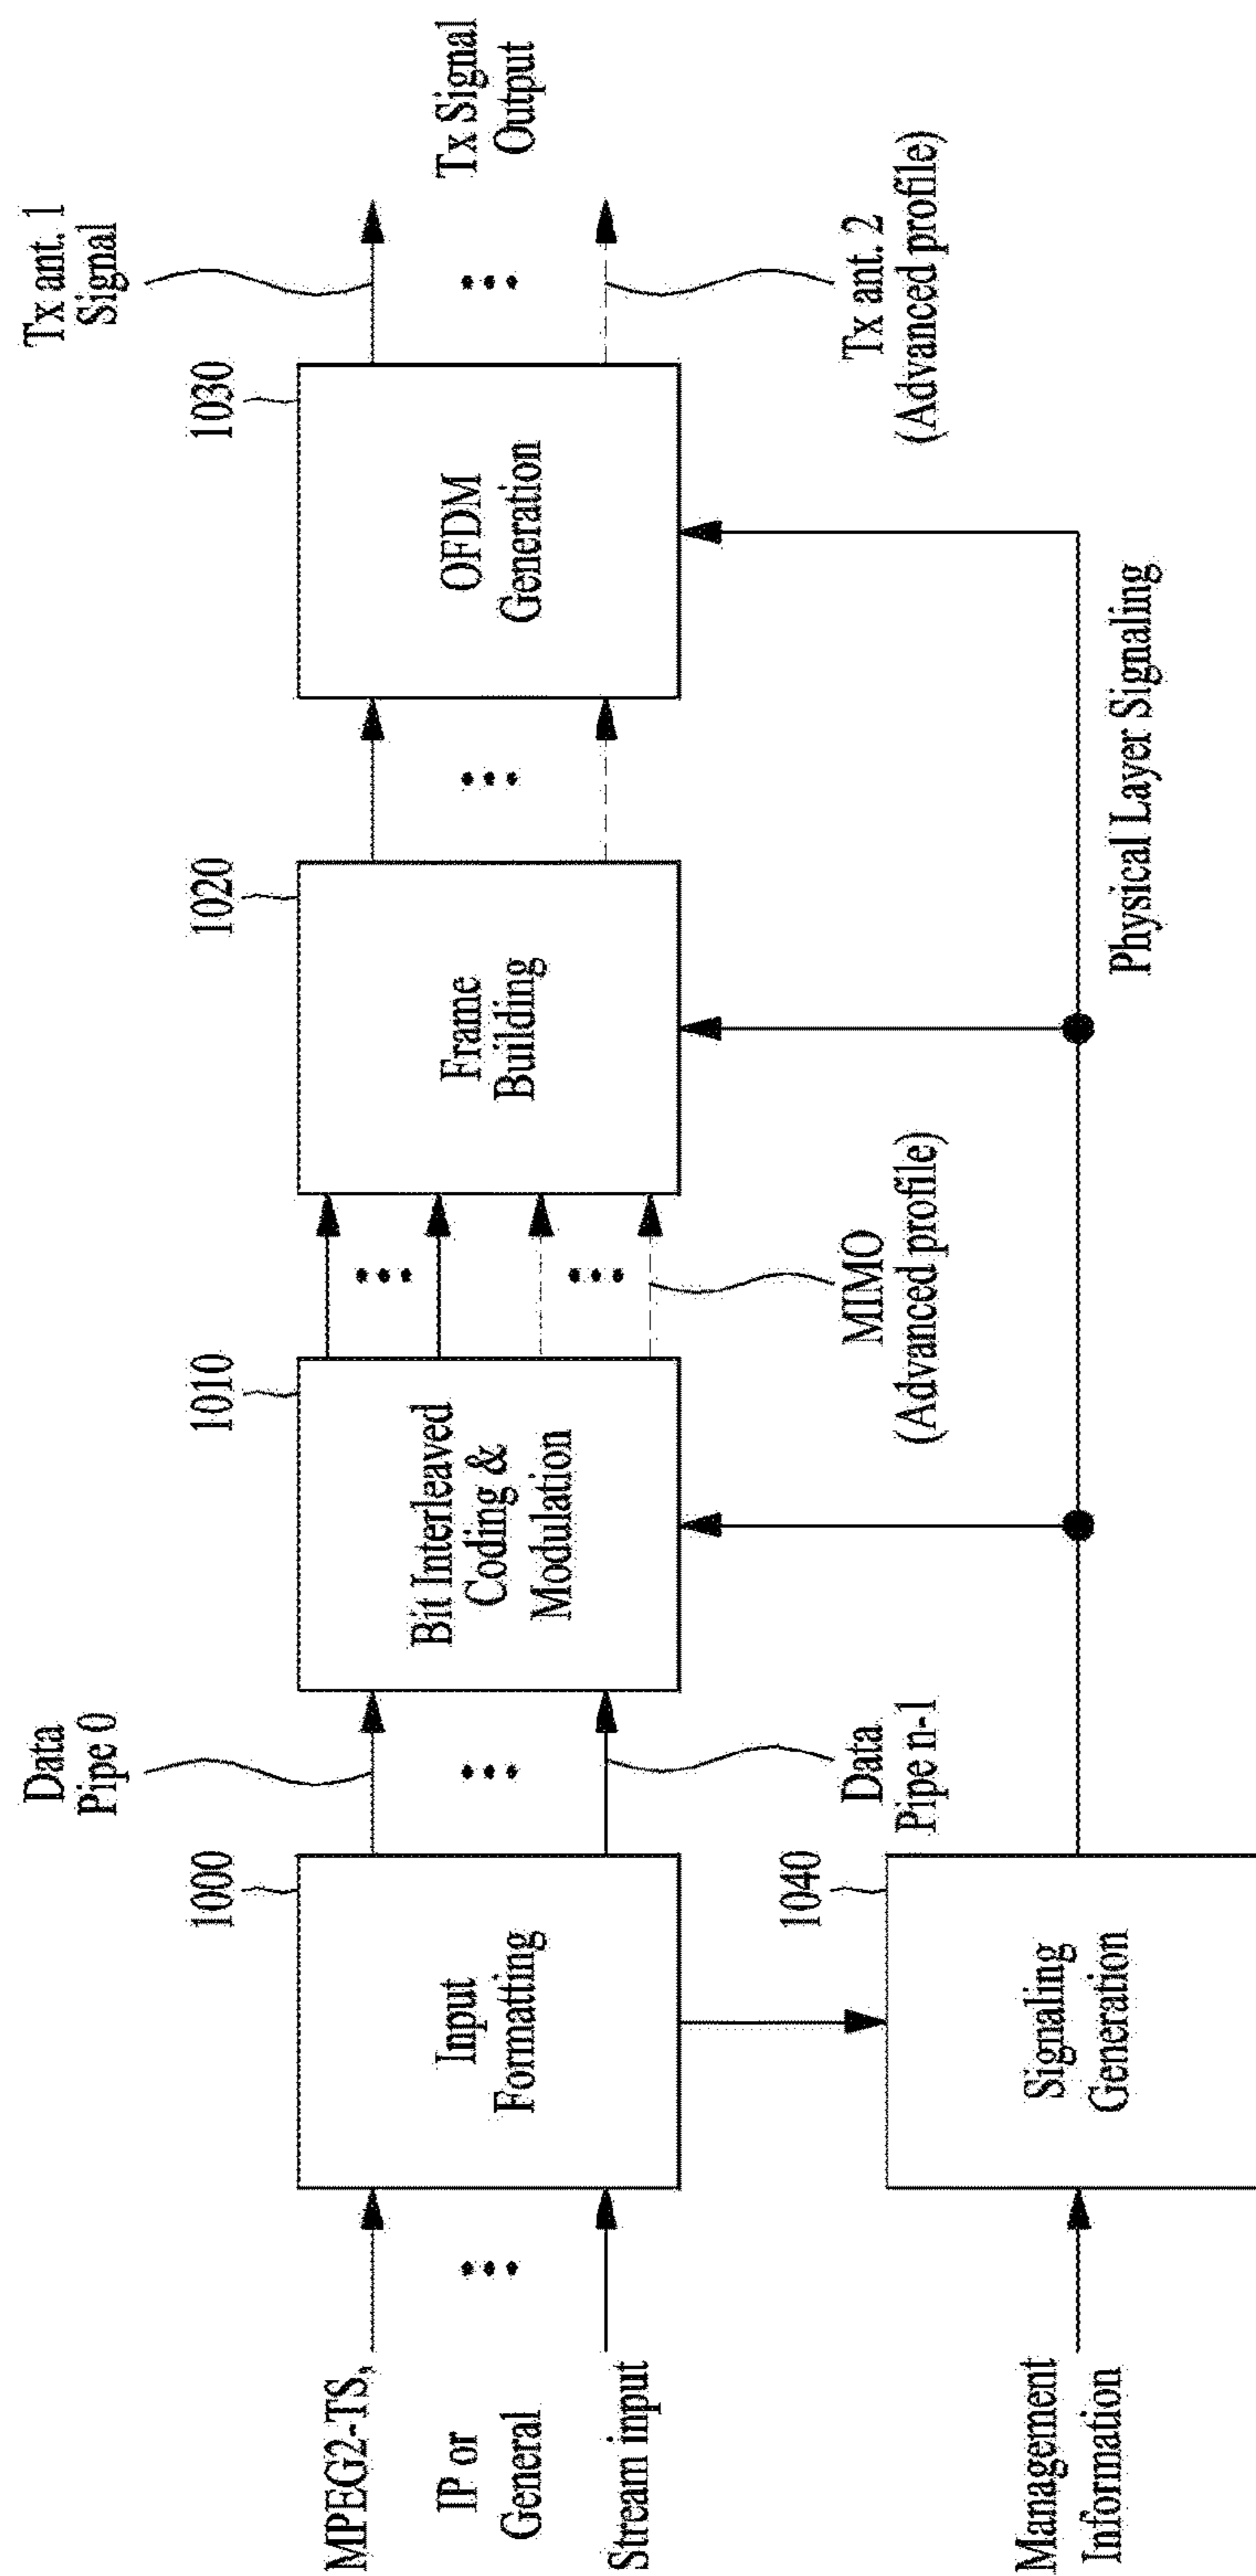 MPEG2-TS,
IP or
General
Stream input
Management
Information
1000
Input
Formatting
1040
Signaling
Generation
Data
Pipe 0
Data
Pipe n-1
1010
Bit Interleaved
Coding &
Modulation
MIMO
(Advanced profile)
1020
Frame
Building
Physical Layer Signaling
1030
OFDM
Generation
Tx ant. 1
Signal
Tx ant. 2
(Advanced profile)
Tx Signal
Output